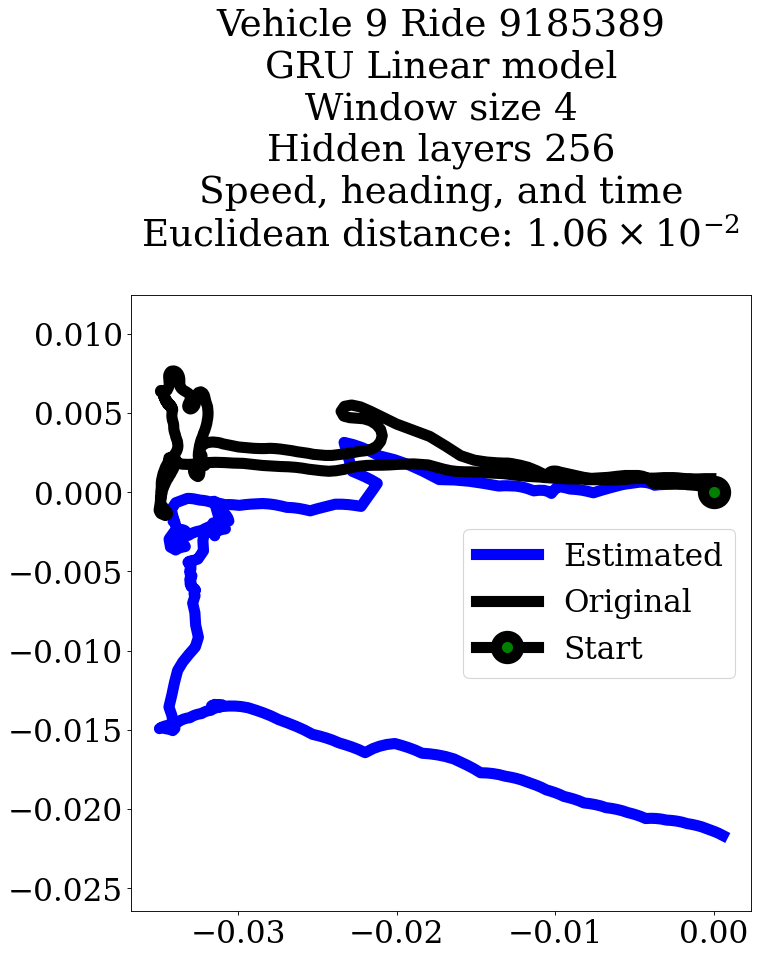 Vehicle 9 Ride 9185389
GRU Linear model
Window size 4
Hidden layers 256
Speed, heading, and time
Euclidean distance: 1.06 × 10⁻²
0.010
0.005
0.000
−0.005
−0.010
−0.015
−0.020
−0.025
Estimated
Original
Start
−0.03
−0.02
−0.01
0.00